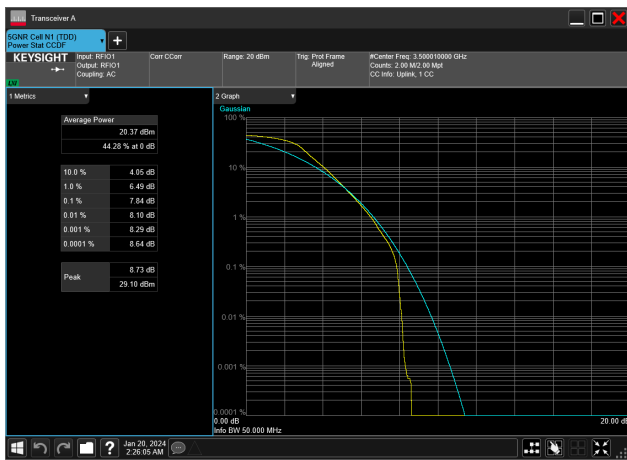 Transceiver A
5GNR Cell N1 (TDD)
Power Stat CCDF
KEYSIGHT
Input: RFIO1
Output: RFIO1
Coupling: AC
Corr CCorr
Range: 20 dBm
Trig: Prot Frame
Aligned
#Center Freq: 3.500010000 GHz
Counts: 2.00 M/2.00 Mpt
CC Info: Uplink, 1 CC
LXI
1 Metrics
Average Power
20.37 dBm
44.28 % at 0 dB
10.0 % 4.05 dB
1.0 % 6.49 dB
0.1 % 7.84 dB
0.01 % 8.10 dB
0.001 % 8.29 dB
0.0001 % 8.64 dB
Peak
8.73 dB
29.10 dBm
2 Graph
Gaussian
100 %
10 %
1 %
0.1 %
0.01 %
0.001 %
0.0001 %
0.00 dB
20.00 dB
Info BW 50.000 MHz
Jan 20, 2024
2:26:05 AM